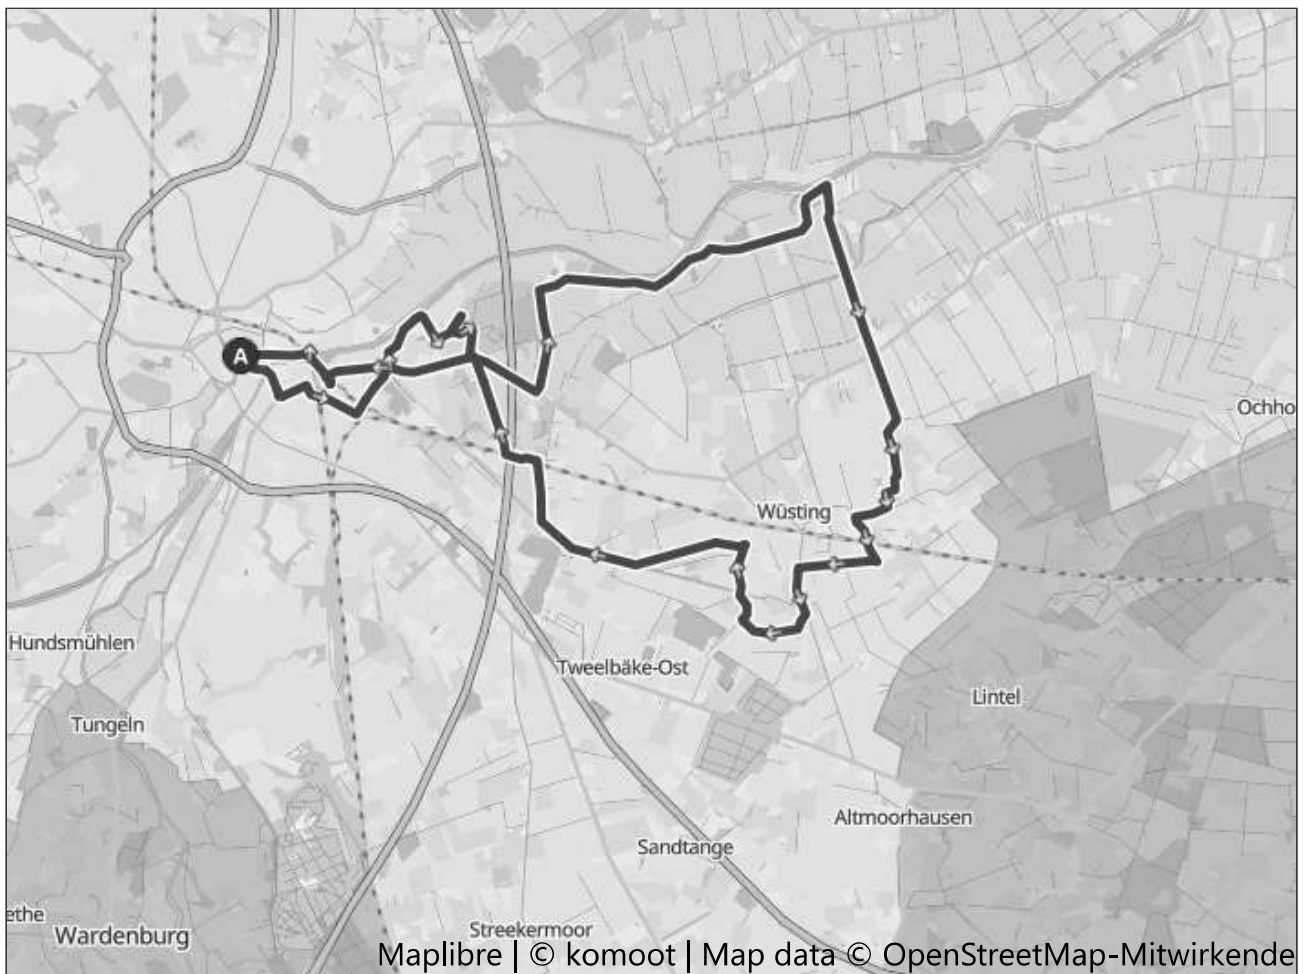 A
Ochho
Wüsting
Hundsmühlen
Tweelbäke-Ost
Lintel
Tungeln
Altmoorhausen
Sandtange
ethe
Wardenburg
Streekermoor
Maplibre | © komoot | Map data © OpenStreetMap-Mitwirkende